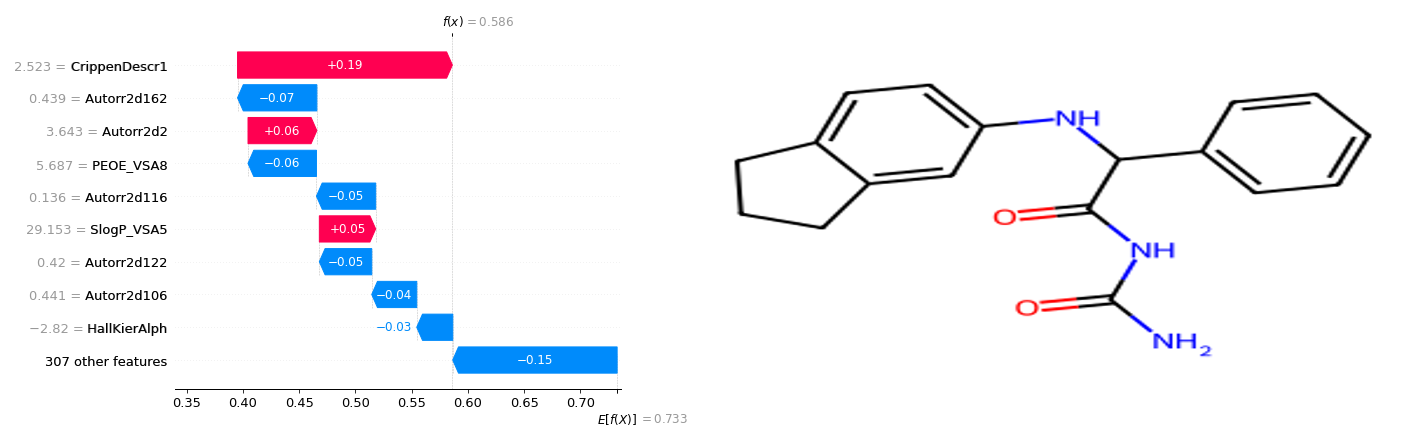 f(x) = 0.586
2.523 = CrippenDescr1
+0.19
0.439 = Autorr2d162
−0.07
3.643 = Autorr2d2
+0.06
5.687 = PEOE_VSA8
−0.06
0.136 = Autorr2d116
−0.05
29.153 = SlogP_VSA5
+0.05
0.42 = Autorr2d122
−0.05
0.441 = Autorr2d106
−0.04
−2.82 = HallKierAlph
−0.03
307 other features
−0.15
0.35 0.40 0.45 0.50 0.55 0.60 0.65 0.70
E[f(X)] = 0.733
NH
O
NH
O
NH2